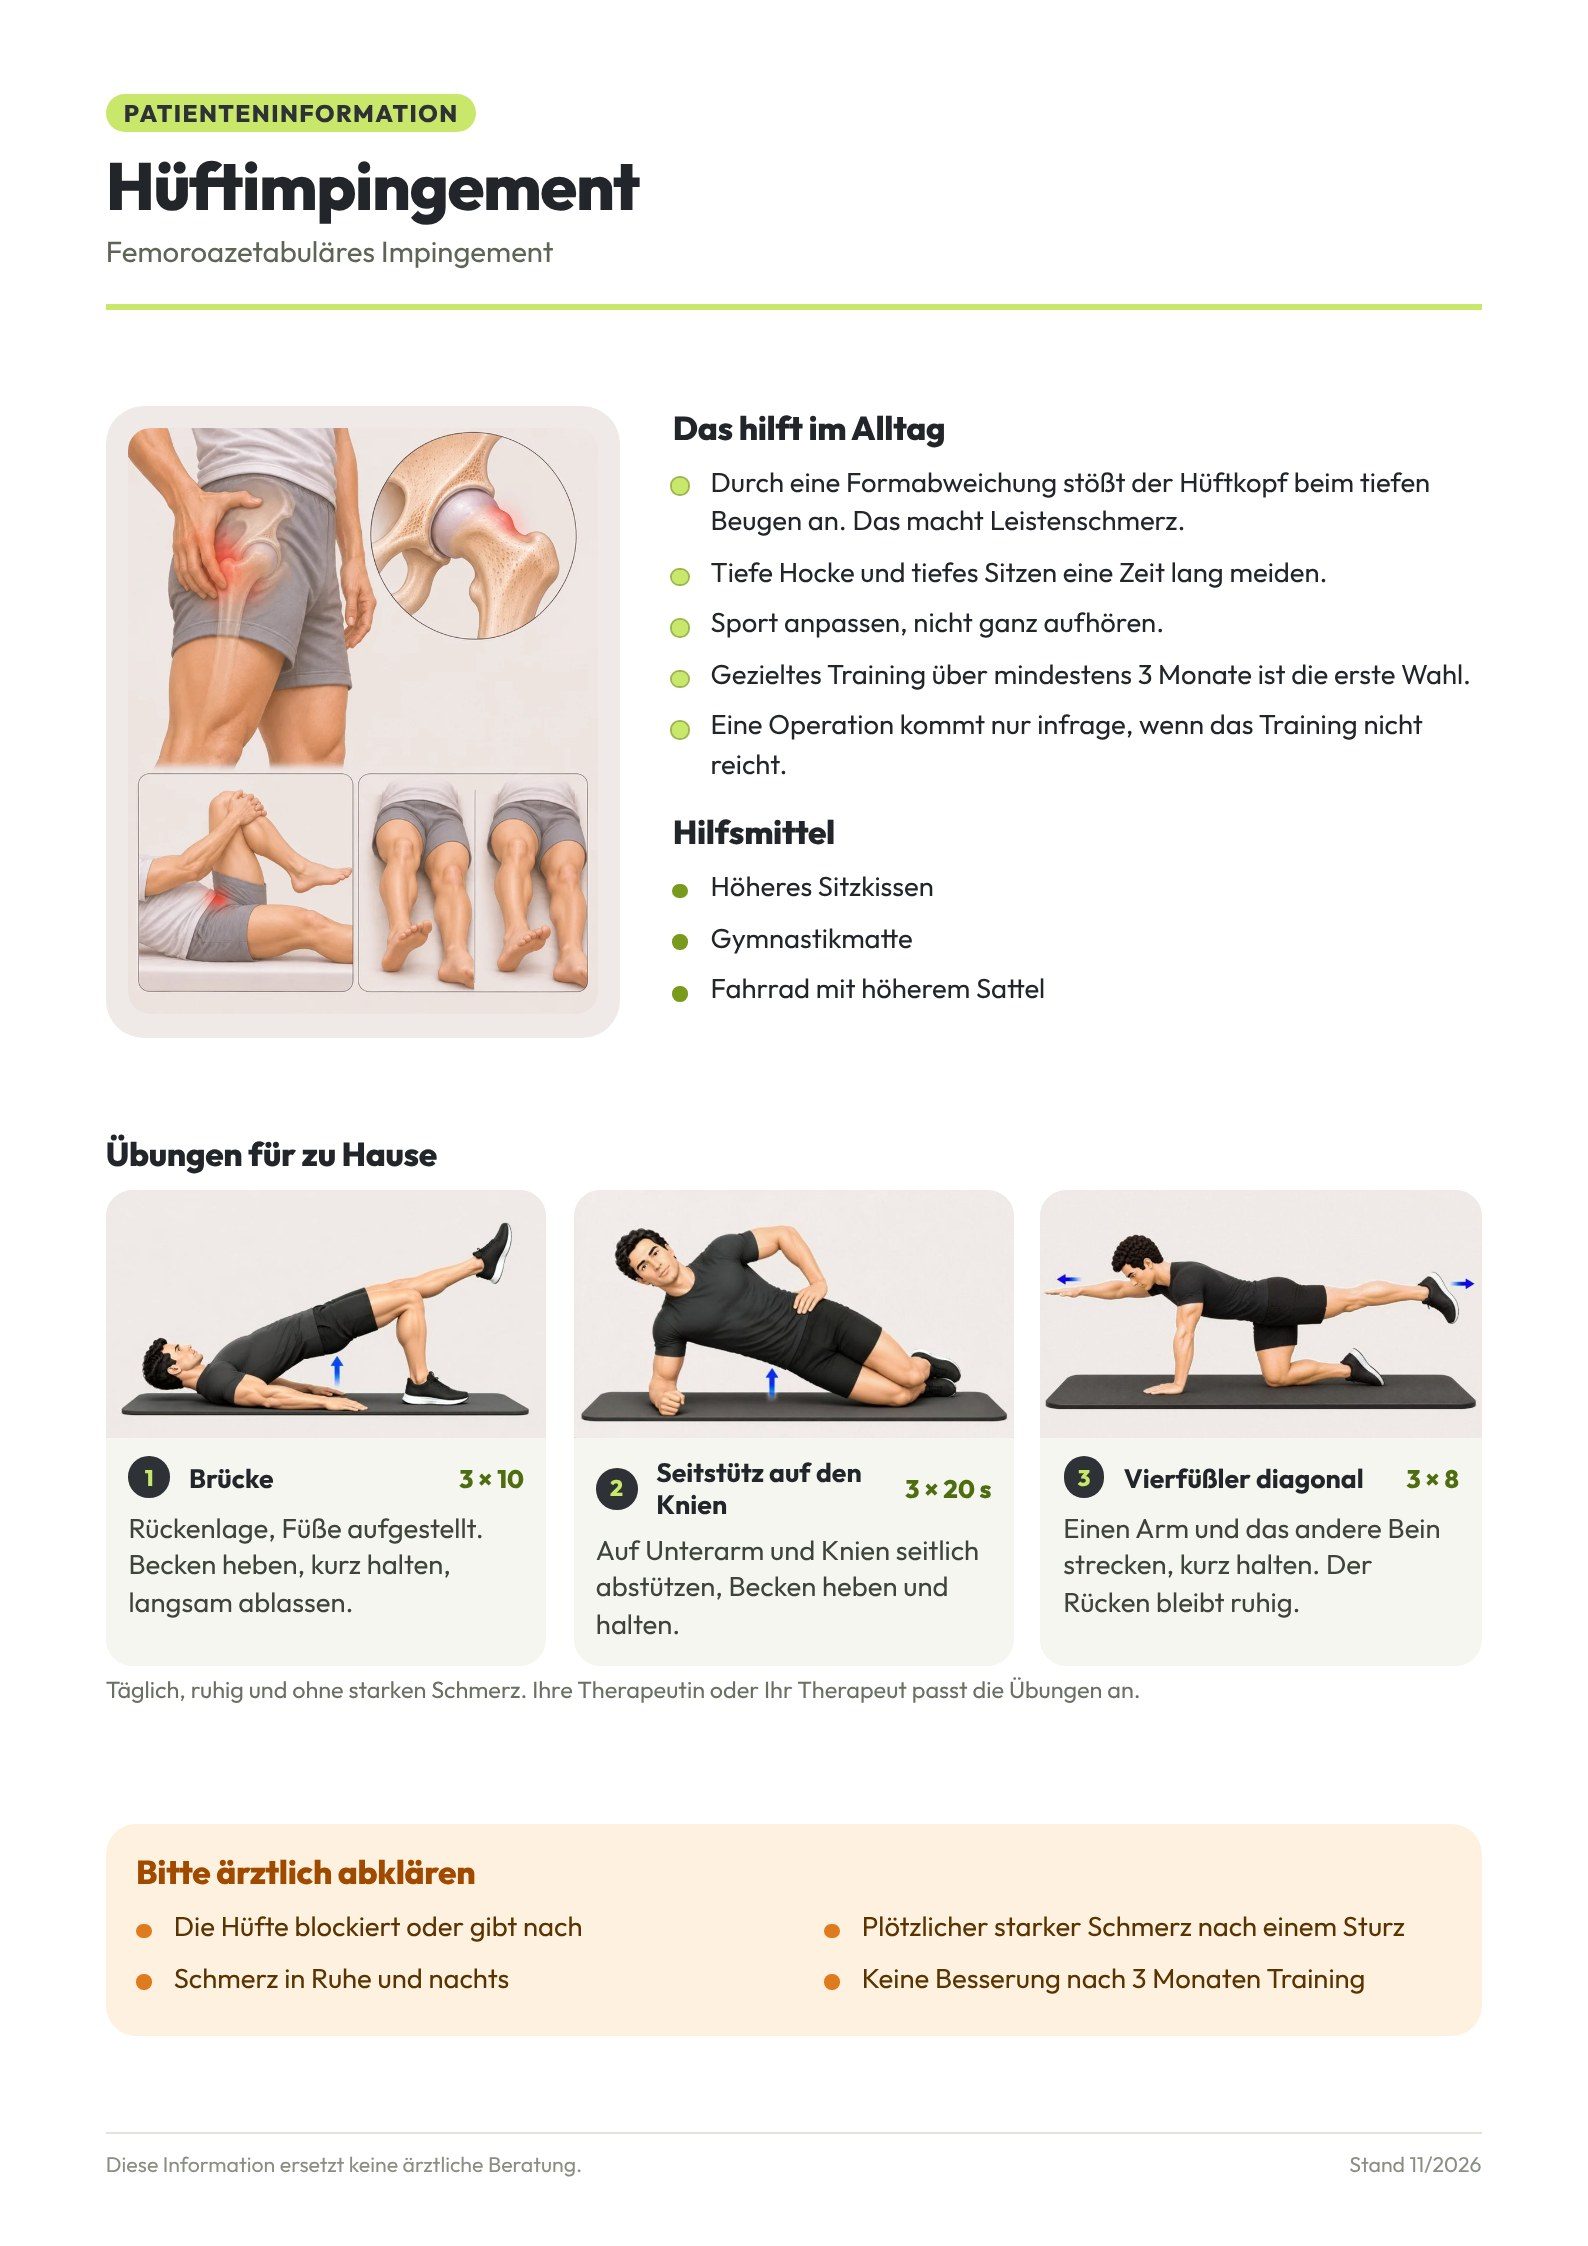 PATIENTENINFORMATION
Hüftimpingement
Femoroazetabuläres Impingement
Das hilft im Alltag
Durch eine Formabweichung stößt der Hüftkopf beim tiefen
Beugen an. Das macht Leistenschmerz.
Tiefe Hocke und tiefes Sitzen eine Zeit lang meiden.
Sport anpassen, nicht ganz aufhören.
Gezieltes Training über mindestens 3 Monate ist die erste Wahl.
Eine Operation kommt nur infrage, wenn das Training nicht
reicht.
Hilfsmittel
Höheres Sitzkissen
Gymnastikmatte
Fahrrad mit höherem Sattel
Übungen für zu Hause
1 Brücke 3 × 10
Rückenlage, Füße aufgestellt.
Becken heben, kurz halten,
langsam ablassen.
2 Seitstütz auf den
Knien 3 × 20 s
Auf Unterarm und Knien seitlich
abstützen, Becken heben und
halten.
3 Vierfüßler diagonal 3 × 8
Einen Arm und das andere Bein
strecken, kurz halten. Der
Rücken bleibt ruhig.
Täglich, ruhig und ohne starken Schmerz. Ihre Therapeutin oder Ihr Therapeut passt die Übungen an.
Bitte ärztlich abklären
Die Hüfte blockiert oder gibt nach
Schmerz in Ruhe und nachts
Plötzlicher starker Schmerz nach einem Sturz
Keine Besserung nach 3 Monaten Training
Diese Information ersetzt keine ärztliche Beratung.
Stand 11/2026